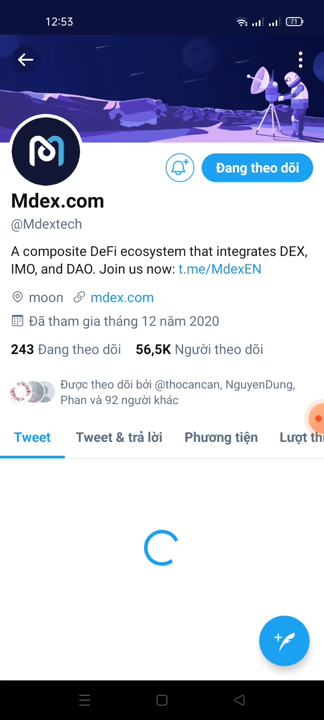 12:53
71
Đang theo dõi
Mdex.com
@Mdextech
A composite DeFi ecosystem that integrates DEX,
IMO, and DAO. Join us now: t.me/MdexEN
moon mdex.com
Đã tham gia tháng 12 năm 2020
243 Đang theo dõi 56,5K Người theo dõi
Được theo dõi bởi @thocancan, NguyenDung,
Phan và 92 người khác
Tweet Tweet & trả lời Phương tiện Lượt thí